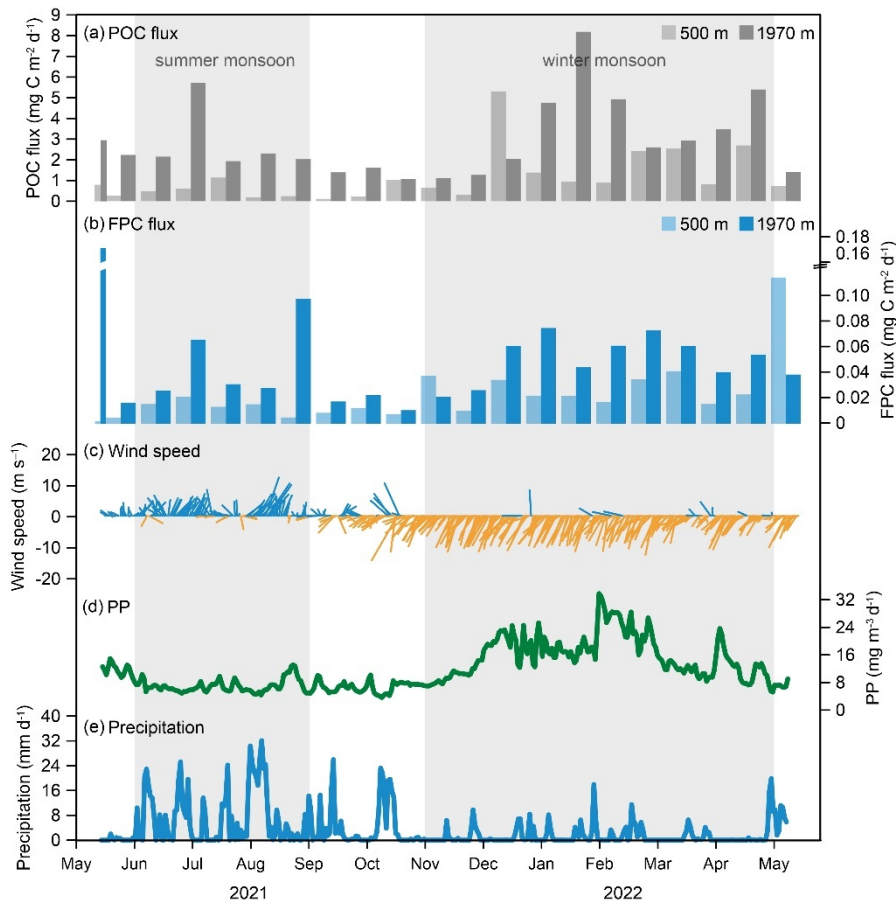 (a) POC flux
500 m 1970 m
summer monsoon
winter monsoon
POC flux (mg C m⁻² d⁻¹)
9
8
7
6
5
4
3
2
1
0
(b) FPC flux
500 m 1970 m
0.18
0.16
0.10
0.08
0.06
0.04
0.02
0
FPC flux (mg C m⁻² d⁻¹)
(c) Wind speed
Wind speed (m s⁻¹)
20
10
0
-10
-20
(d) PP
32
24
16
8
0
PP (mg m⁻³ d⁻¹)
(e) Precipitation
Precipitation (mm d⁻¹)
40
32
24
16
8
0
May Jun Jul Aug Sep Oct Nov Dec Jan Feb Mar Apr May
2021 2022